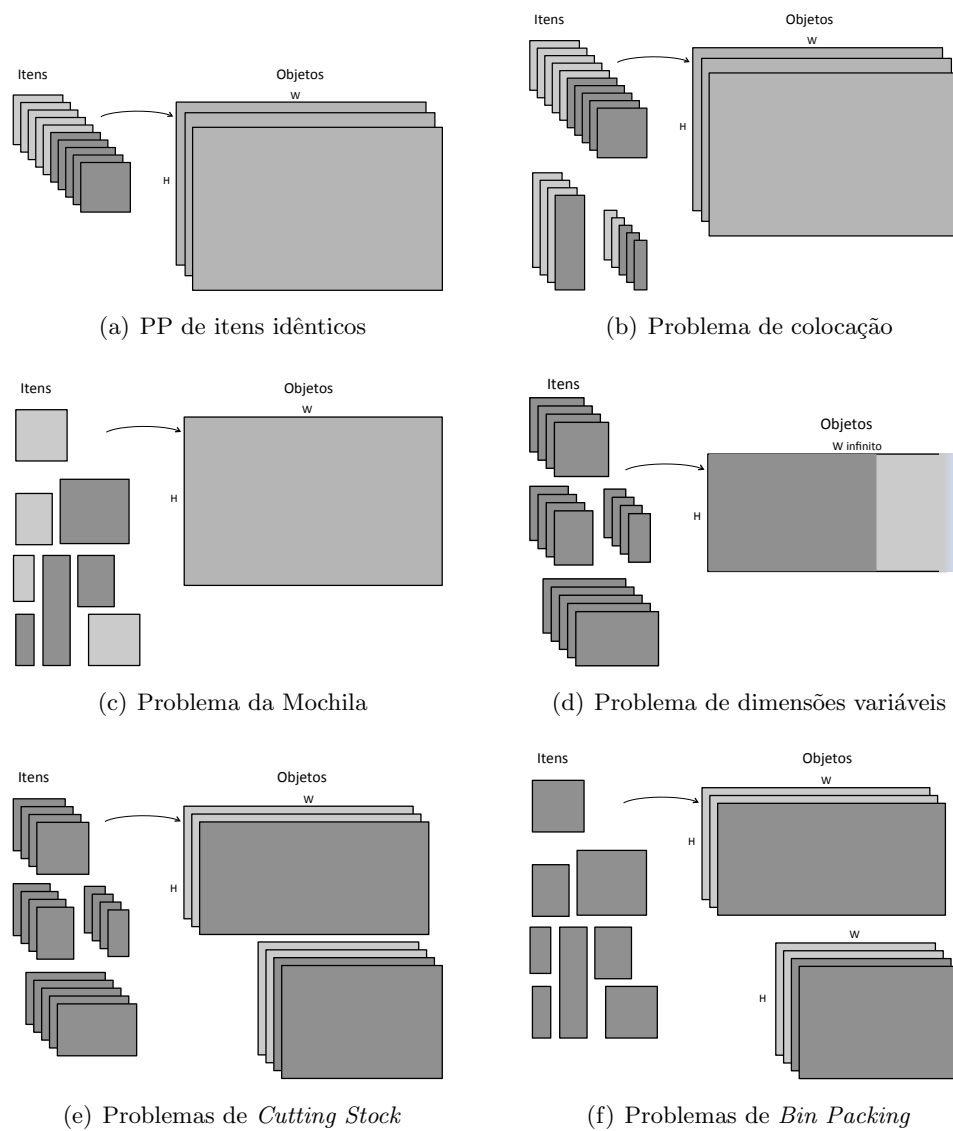 Itens
Objetos
W
H
(a) PP de itens idênticos
Itens
Objetos
W
H
(b) Problema de colocação
Itens
Objetos
W
H
(c) Problema da Mochila
Itens
Objetos
W infinito
H
(d) Problema de dimensões variáveis
Itens
Objetos
W
H
(e) Problemas de Cutting Stock
Itens
Objetos
W
H
W
H
(f) Problemas de Bin Packing